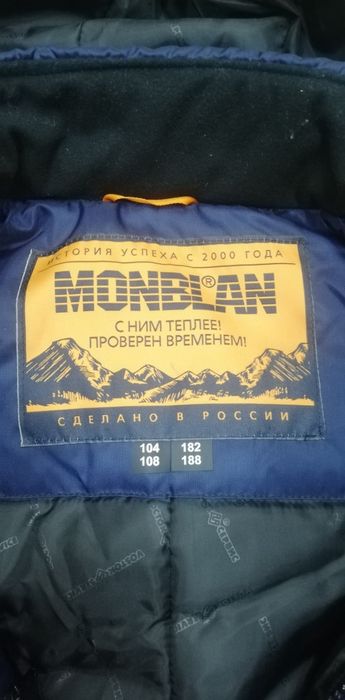 ИСТОРИЯ УСПЕХА С 2000 ГОДА
MONBLAN®
С НИМ ТЕПЛЕЕ!
ПРОВЕРЕН ВРЕМЕНЕМ!
СДЕЛАНО В РОССИИ
104 182
108 188